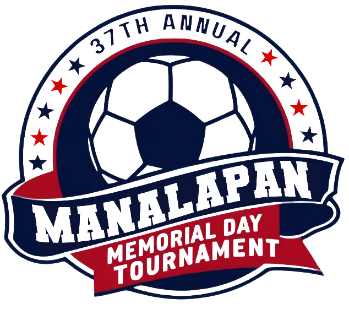 37TH ANNUAL
MANALAPAN
MEMORIAL DAY
TOURNAMENT